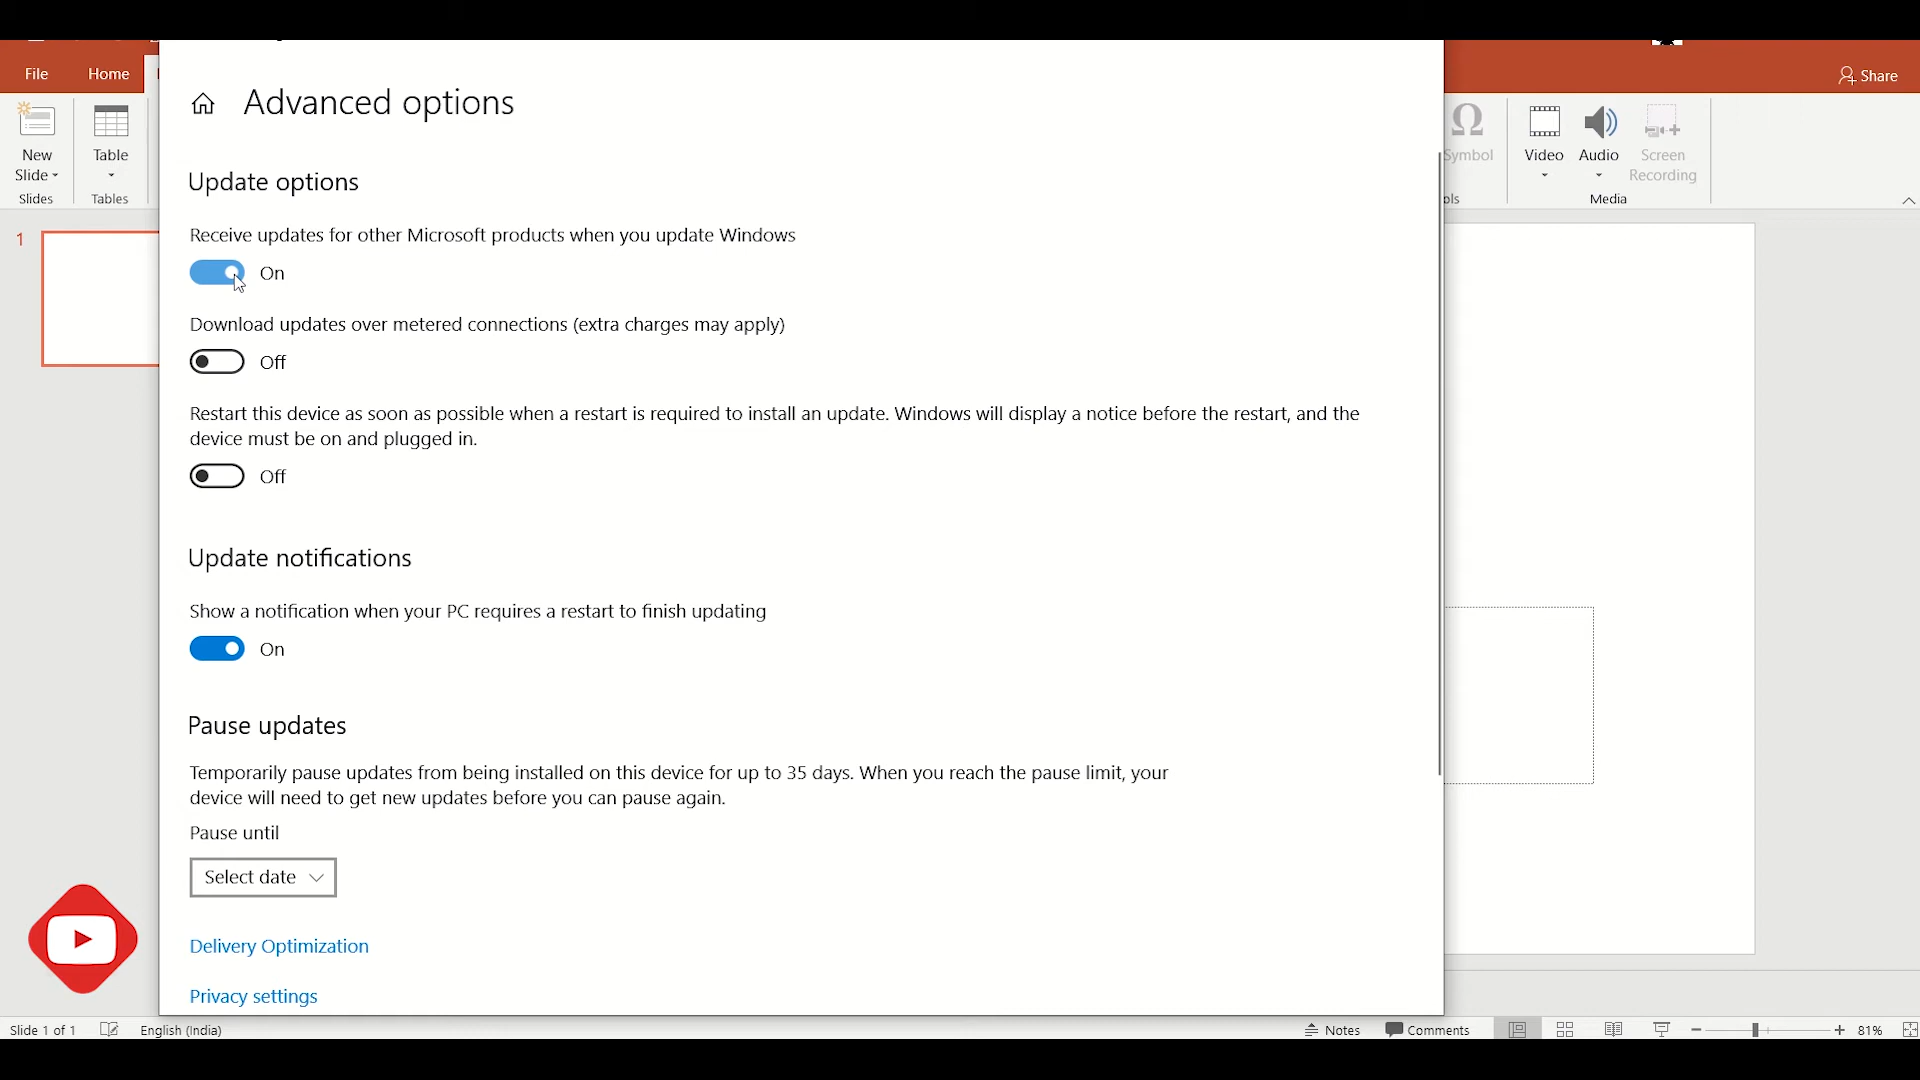 File
Home
Share
New
Slide
Slides
Table
Tables
Symbol
Video
Audio
Screen
Recording
Media
1
Advanced options
Update options
Receive updates for other Microsoft products when you update Windows
On
Download updates over metered connections (extra charges may apply)
Off
Restart this device as soon as possible when a restart is required to install an update. Windows will display a notice before the restart, and the
device must be on and plugged in.
Off
Update notifications
Show a notification when your PC requires a restart to finish updating
On
Pause updates
Temporarily pause updates from being installed on this device for up to 35 days. When you reach the pause limit, your
device will need to get new updates before you can pause again.
Pause until
Select date
Delivery Optimization
Privacy settings
Slide 1 of 1
English (India)
Notes
Comments
81%